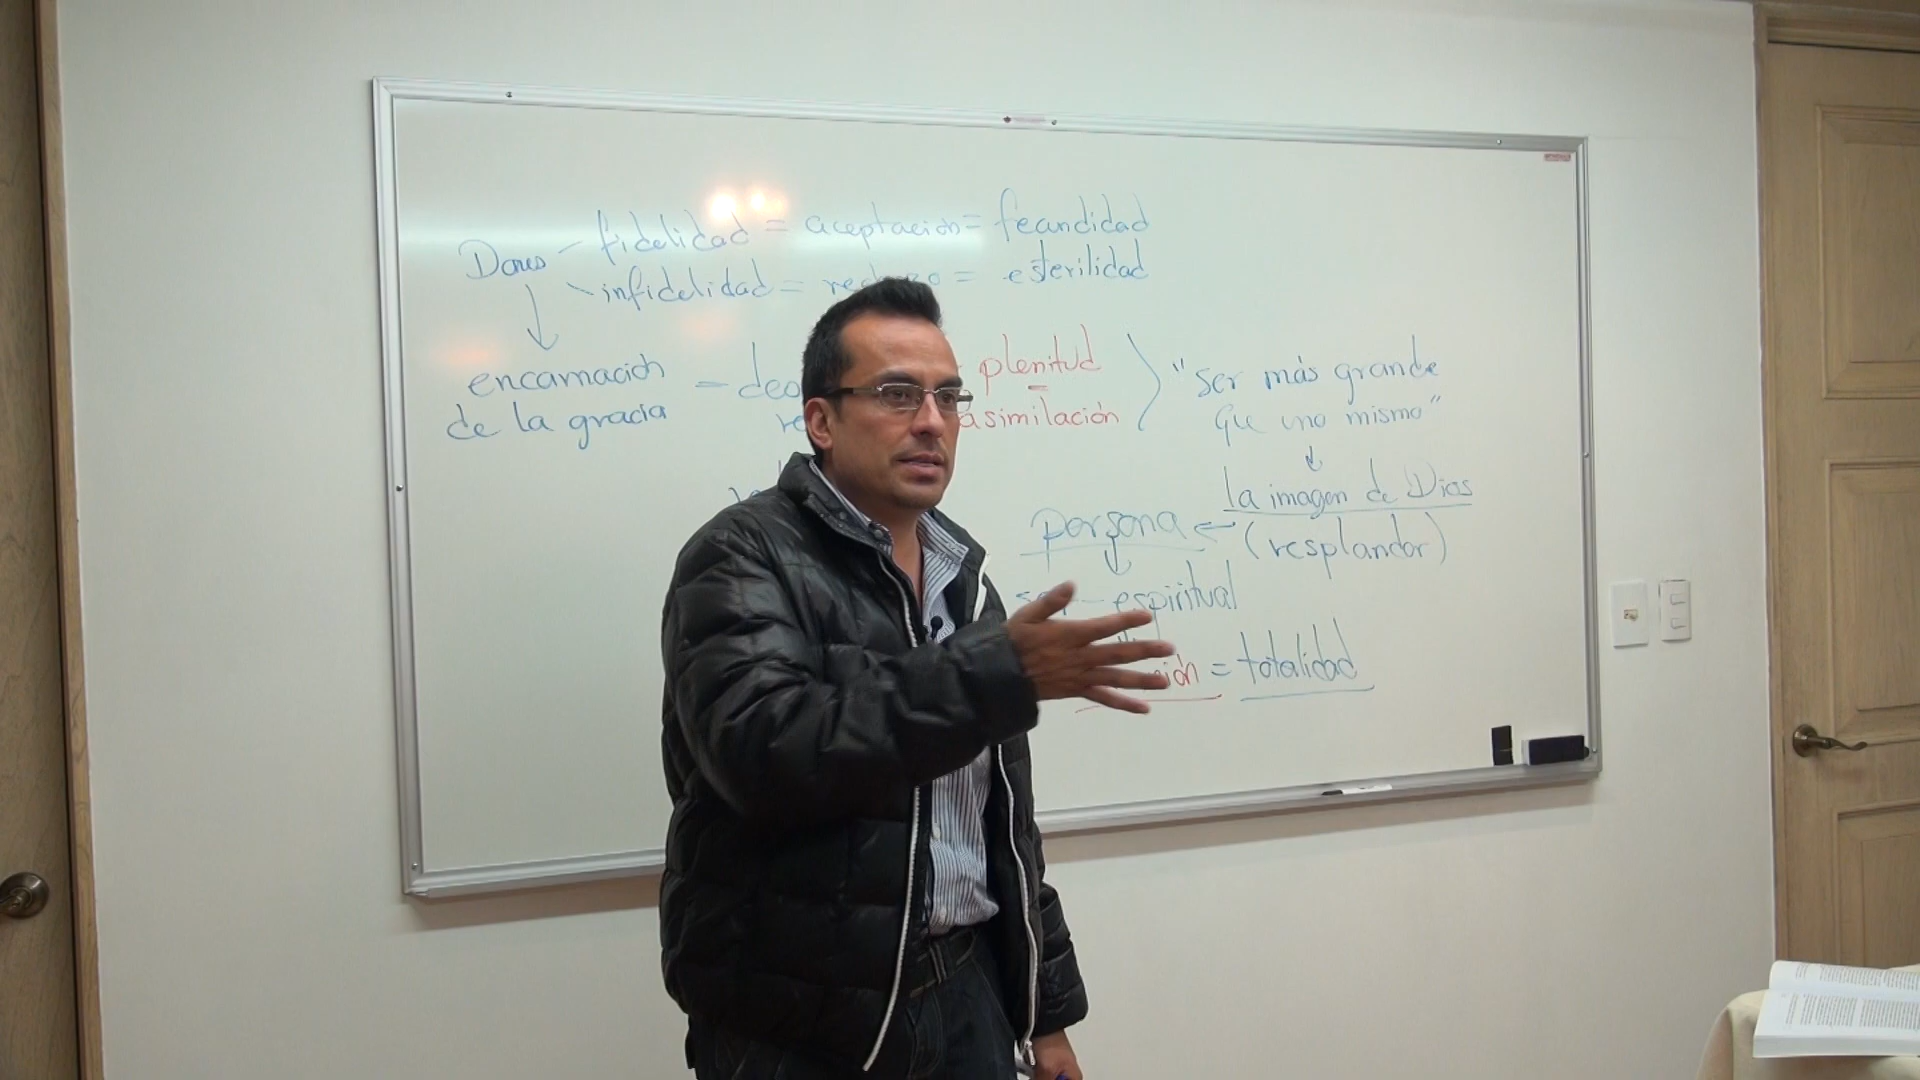 Dones - fidelidad = aceptación = fecundidad
- infidelidad = rechazo = esterilidad
encarnación - plenitud "ser más grande
de la gracia asimilación que uno mismo"
la imagen de Dios
persona ← (resplandor)
espiritual
= totalidad